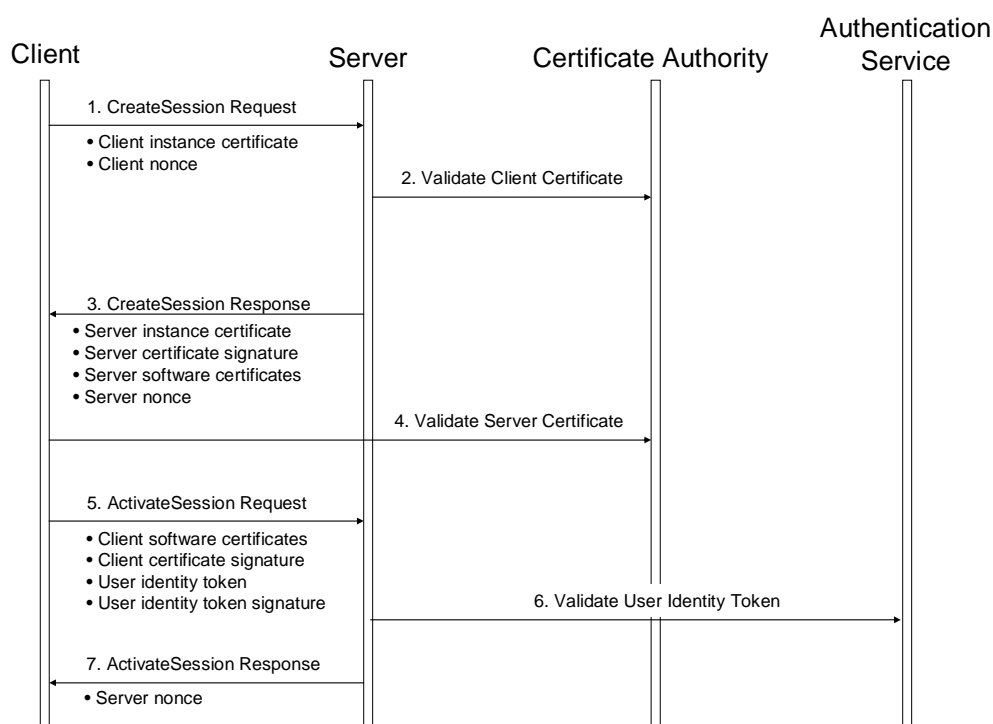 Client
Server
Certificate Authority
Authentication
Service
1. CreateSession Request
• Client instance certificate
• Client nonce
2. Validate Client Certificate
3. CreateSession Response
• Server instance certificate
• Server certificate signature
• Server software certificates
• Server nonce
4. Validate Server Certificate
5. ActivateSession Request
• Client software certificates
• Client certificate signature
• User identity token
• User identity token signature
6. Validate User Identity Token
7. ActivateSession Response
• Server nonce